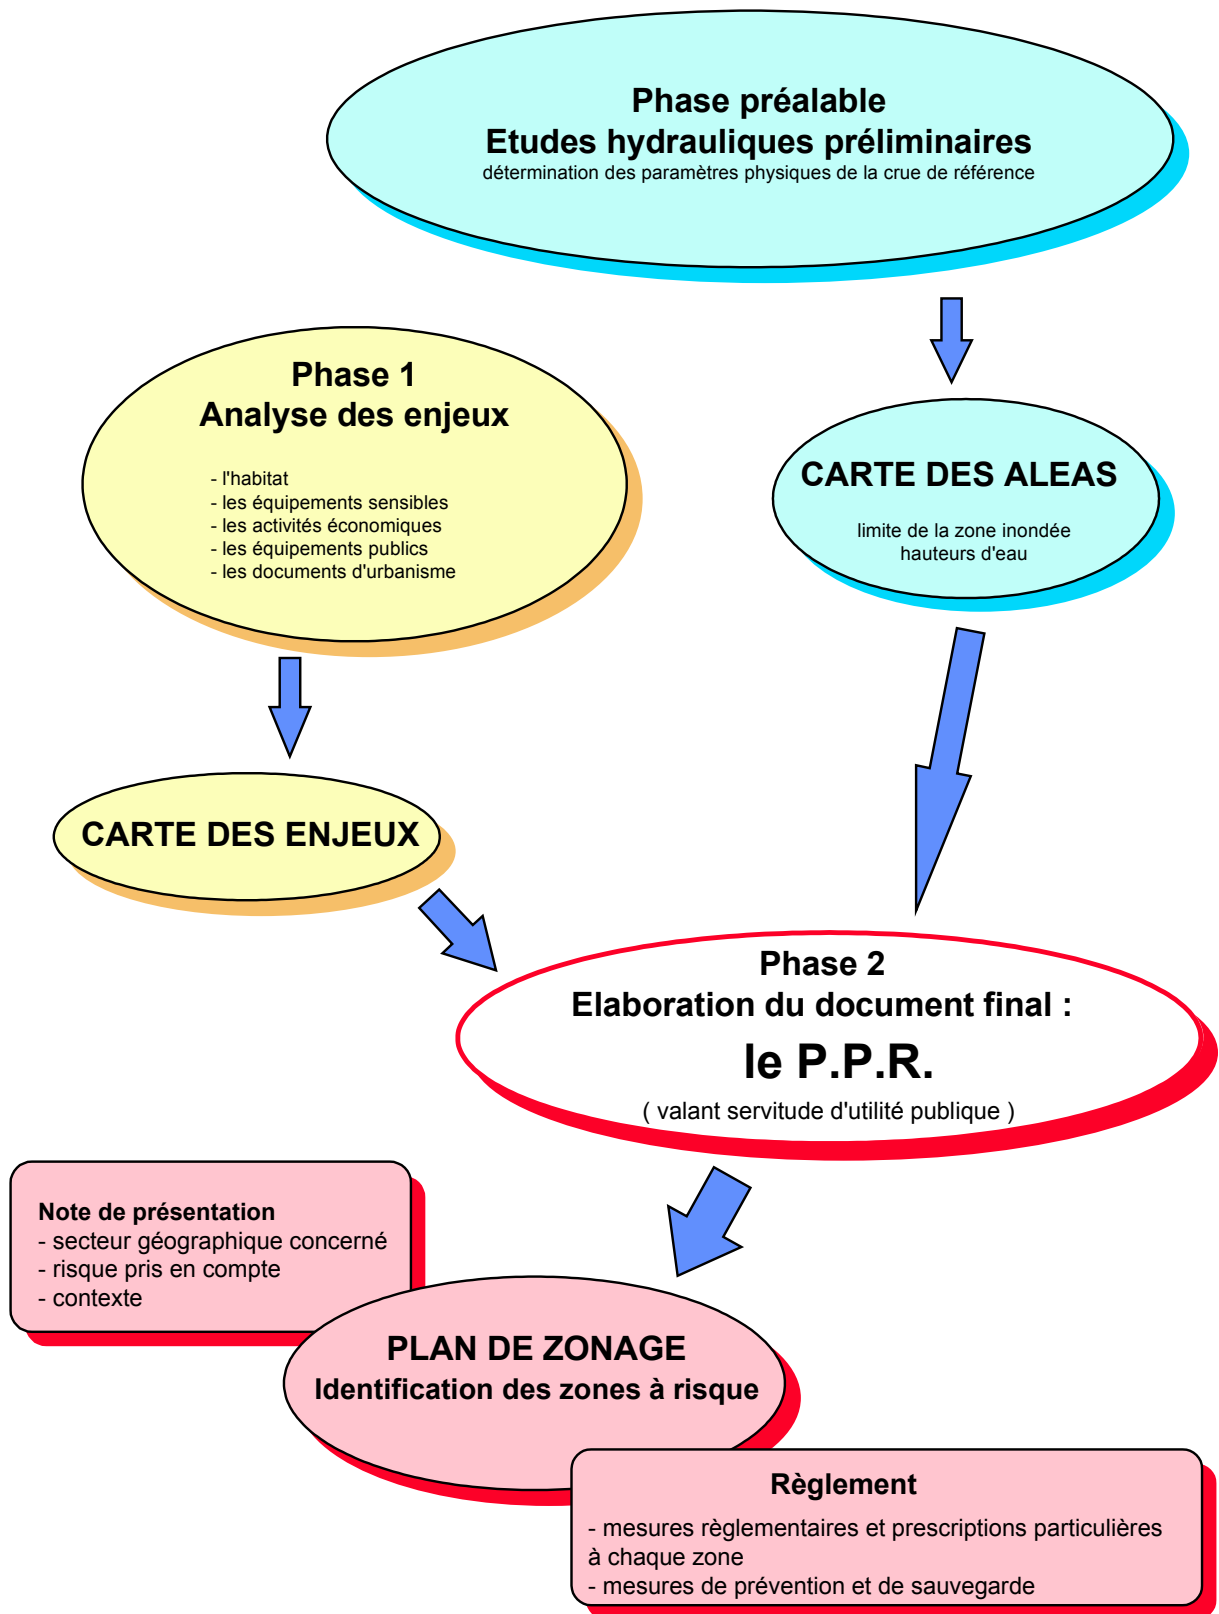 Phase préalable
Etudes hydrauliques préliminaires
détermination des paramètres physiques de la crue de référence
Phase 1
Analyse des enjeux
- l'habitat
- les équipements sensibles
- les activités économiques
- les équipements publics
- les documents d'urbanisme
CARTE DES ALEAS
limite de la zone inondée
hauteurs d'eau
CARTE DES ENJEUX
Phase 2
Elaboration du document final :
le P.P.R.
( valant servitude d'utilité publique )
Note de présentation
- secteur géographique concerné
- risque pris en compte
- contexte
PLAN DE ZONAGE
Identification des zones à risque
Règlement
- mesures règlementaires et prescriptions particulières
à chaque zone
- mesures de prévention et de sauvegarde